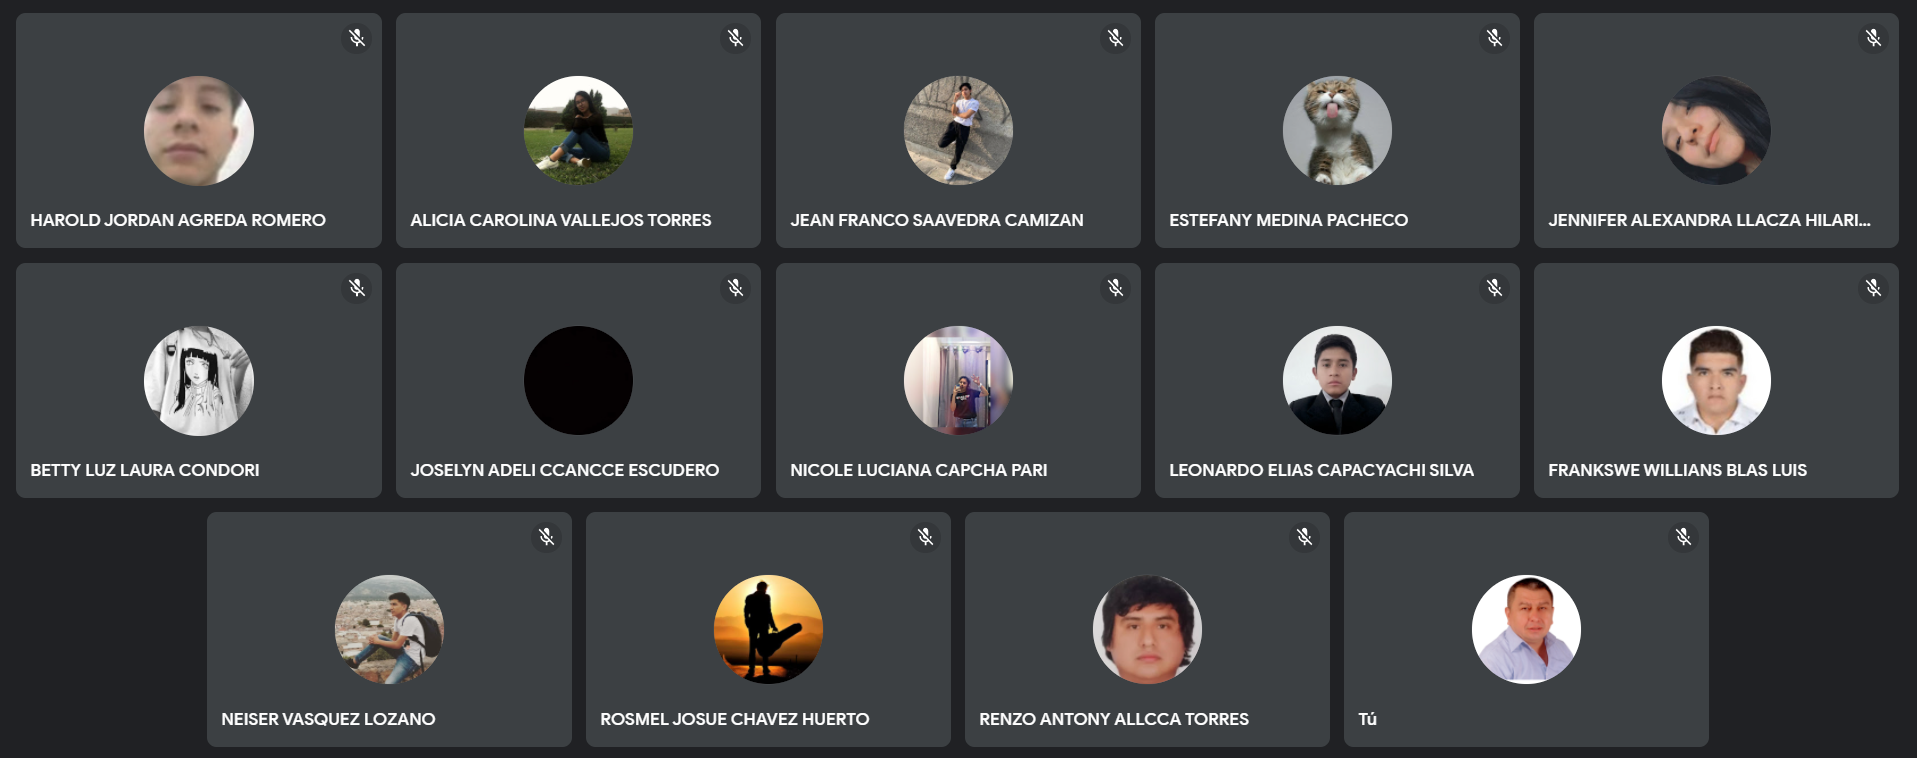 HAROLD JORDAN AGREDA ROMERO
ALICIA CAROLINA VALLEJOS TORRES
JEAN FRANCO SAAVEDRA CAMIZAN
ESTEFANY MEDINA PACHECO
JENNIFER ALEXANDRA LLACZA HILARI...
BETTY LUZ LAURA CONDORI
JOSELYN ADELI CCANCCE ESCUDERO
NICOLE LUCIANA CAPCHA PARI
LEONARDO ELIAS CAPACYACHI SILVA
FRANKSWE WILLIANS BLAS LUIS
NEISER VASQUEZ LOZANO
ROSMEL JOSUE CHAVEZ HUERTO
RENZO ANTONY ALLCCA TORRES
Tú